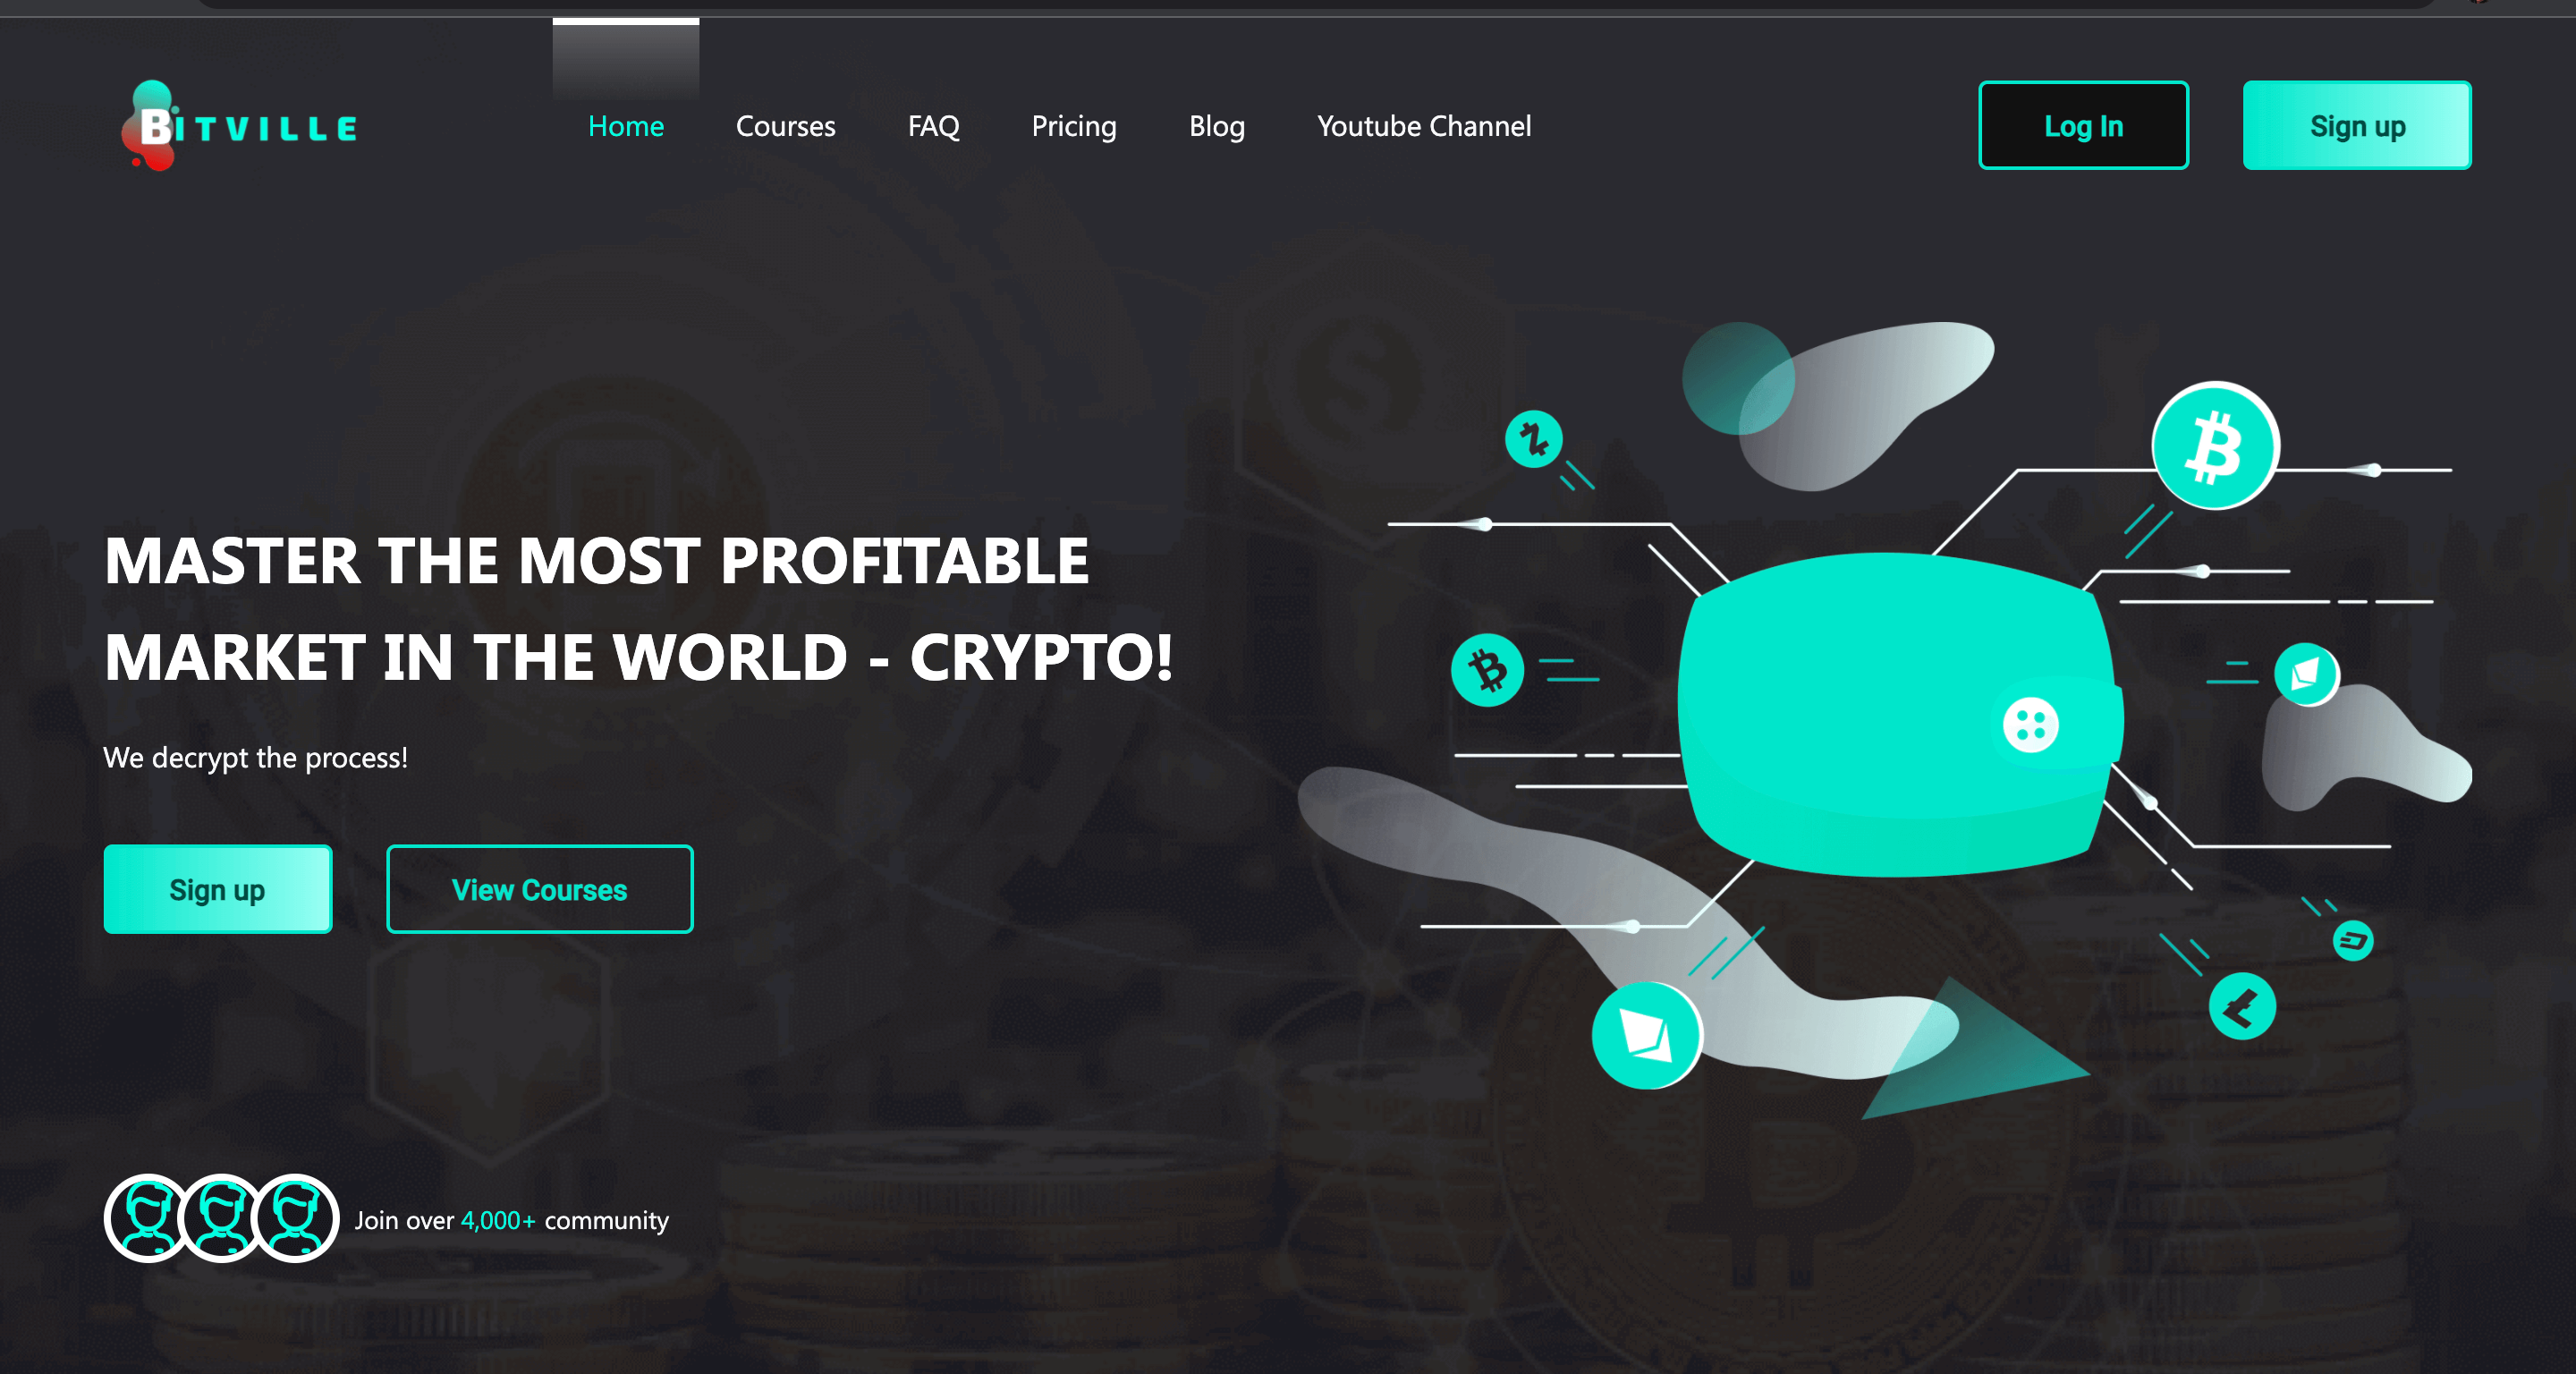 BITVILLE
Home Courses FAQ Pricing Blog Youtube Channel Log In Sign up
MASTER THE MOST PROFITABLE
MARKET IN THE WORLD - CRYPTO!
We decrypt the process!
Sign up View Courses
Join over 4,000+ community